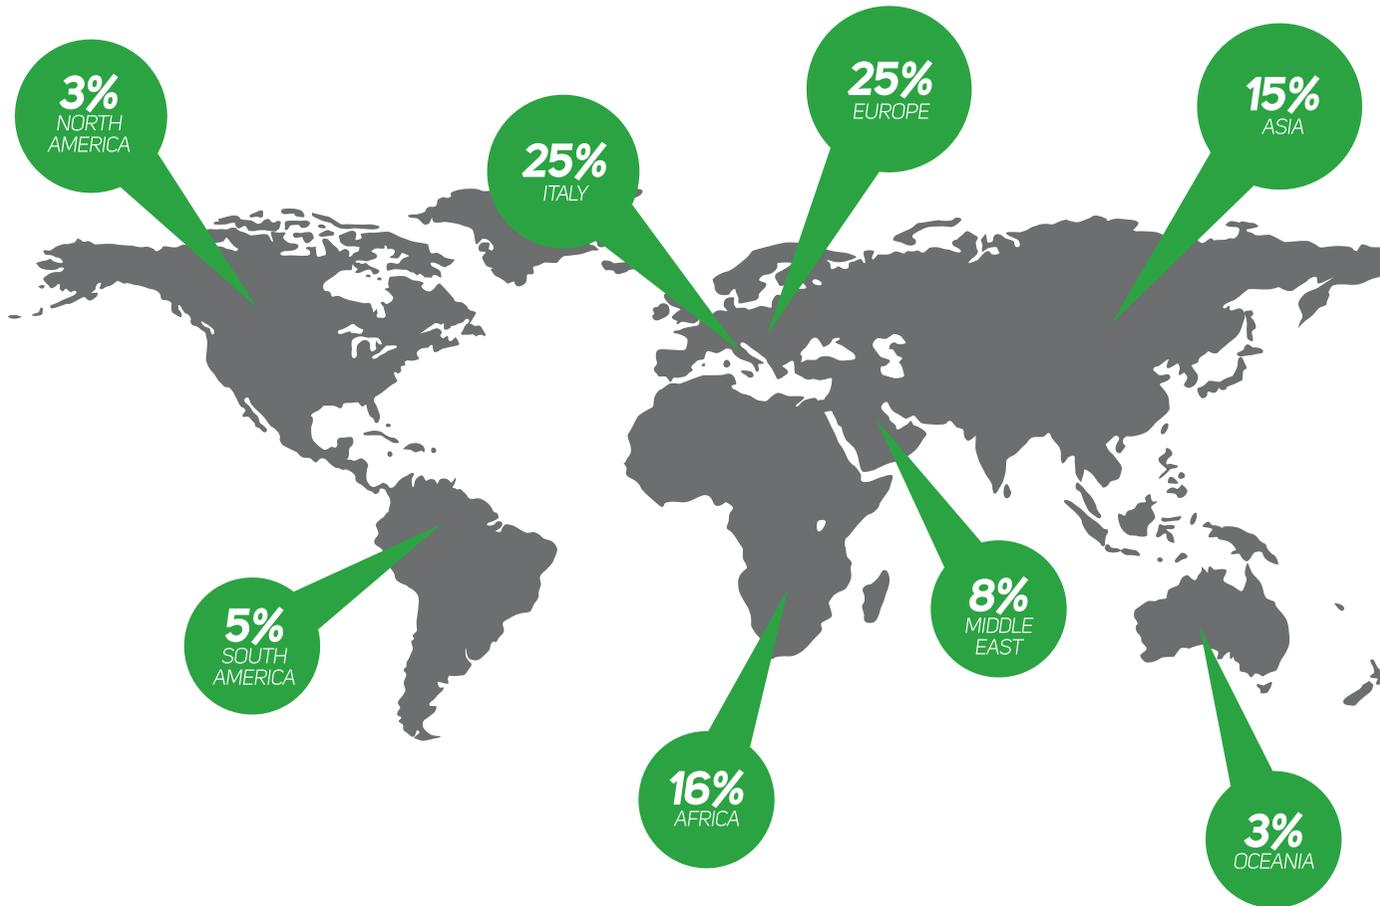 3%
NORTH
AMERICA
25%
ITALY
25%
EUROPE
15%
ASIA
5%
SOUTH
AMERICA
16%
AFRICA
8%
MIDDLE
EAST
3%
OCEANIA